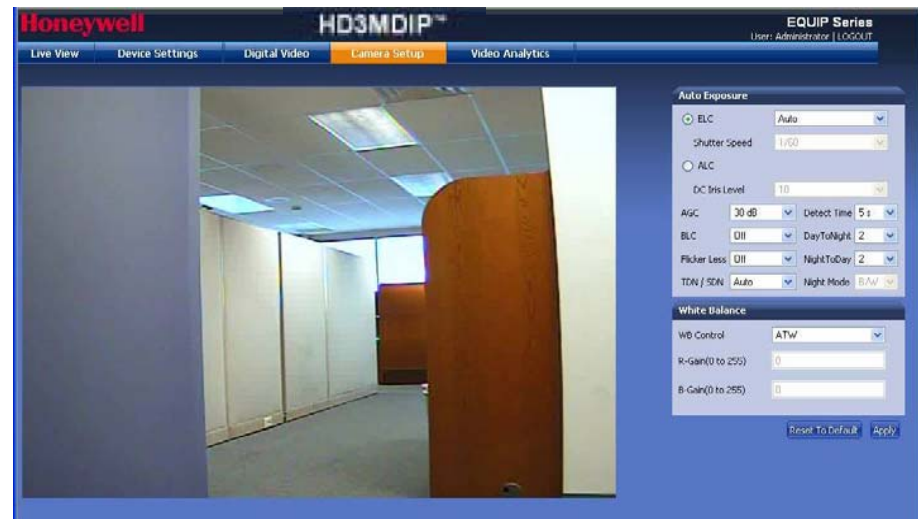 Honeywell HD3MDIP™ EQUIP Series
User: Administrator | LOGOUT
Live View Device Settings Digital Video Camera Setup Video Analytics
Auto Exposure
ELC Auto
Shutter Speed 1/60
ALC
DC Iris Level 10
AGC 30 dB Detect Time 5 s
BLC Off DayToNight 2
Flicker Less Off NightToDay 2
TDN / SDN Auto Night Mode B/W
White Balance
WB Control ATW
R-Gain(0 to 255) 0
B-Gain(0 to 255) 0
Reset To Default Apply